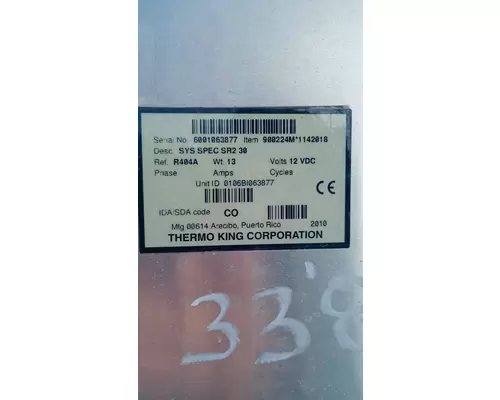 Serial No. 6001063877 Item 900224M*1142018
Desc. SYS SPEC SR2 30
Ref. R404A Wt. 13 Volts 12 VDC
Phase Amps Cycles
Unit ID 0106BI063877
CE
IDA/SDA code CO
Mfg 00614 Arecibo, Puerto Rico 2010
THERMO KING CORPORATION
33'8